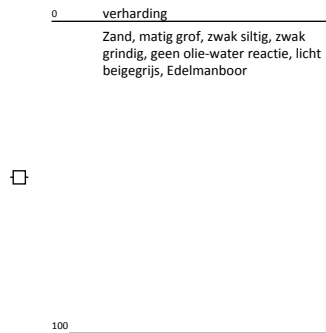 0 verharding
Zand, matig grof, zwak siltig, zwak
grindig, geen olie-water reactie, licht
beigegrijs, Edelmanboor
100